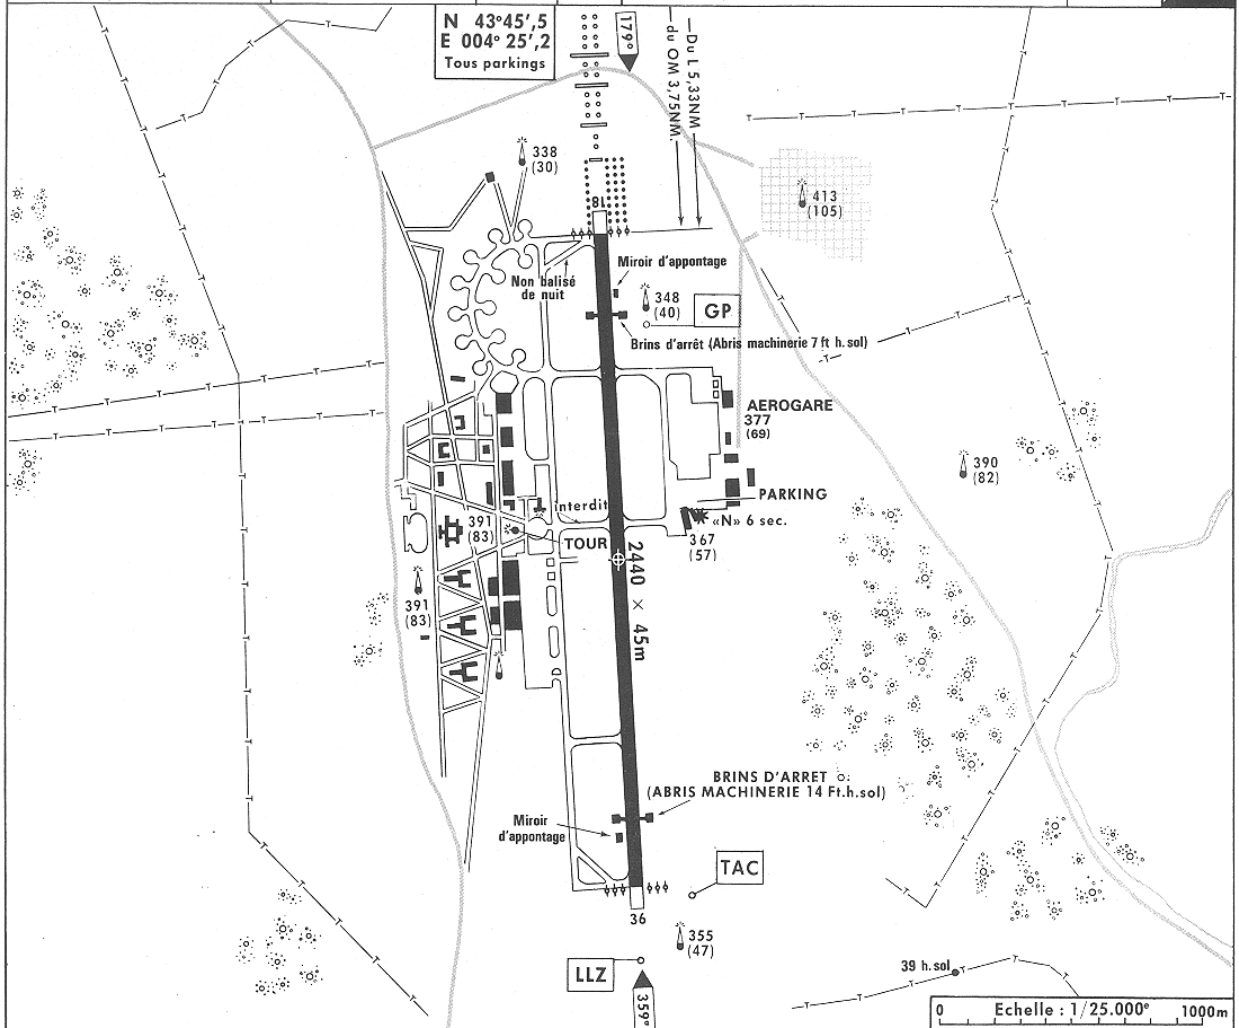 N 43°45',5
E 004° 25',2
Tous parkings
179°
—Du L 5,33NM
—du OM 3,75NM.
338
(30)
413
(105)
18
Miroir d'appontage
Non balisé
de nuit
348
(40)
GP
Brins d'arrêt (Abris machinerie 7 ft h. sol)
AEROGARE
377
(69)
390
(82)
PARKING
interdit
«N» 6 sec.
391
(83)
TOUR
367
(57)
2440 × 45m
391
(83)
BRINS D'ARRET
(ABRIS MACHINERIE 14 Ft.h.sol)
Miroir
d'appontage
TAC
36
355
(47)
LLZ
39 h. sol
359°
Echelle : 1/25.000e
0
1000m